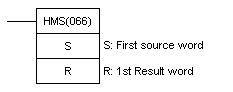 HMS(066)
S S: First source word
R R: 1st Result word